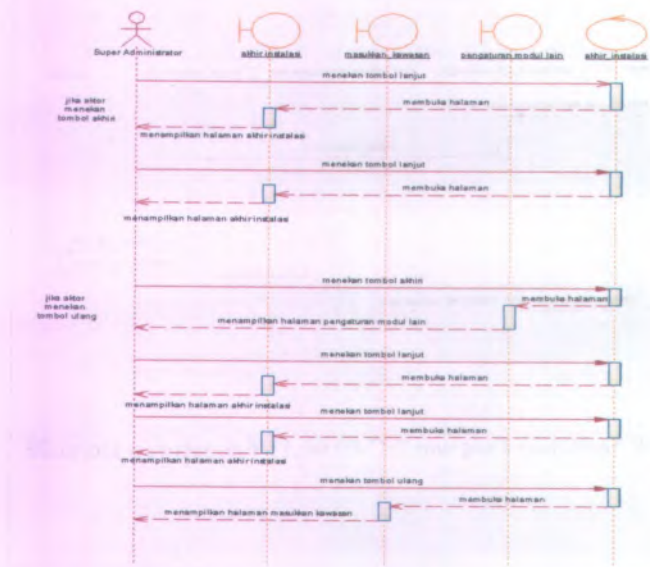 Super Administrator
akhir instalasi
masukkan_kawasan
pengaturan modul lain
akhir_instalasi
menekan tombol lanjut
jika aktor
menekan
tombol akhir
membuka halaman
menampilkan halaman akhir instalasi
menekan tombol lanjut
membuka halaman
menampilkan halaman akhir instalasi
menekan tombol akhir
jika aktor
menekan
tombol ulang
membuka halaman
menampilkan halaman pengaturan modul lain
menekan tombol lanjut
membuka halaman
menampilkan halaman akhir instalasi
menekan tombol lanjut
membuka halaman
menampilkan halaman akhir instalasi
menekan tombol ulang
membuka halaman
menampilkan halaman masukkan kawasan